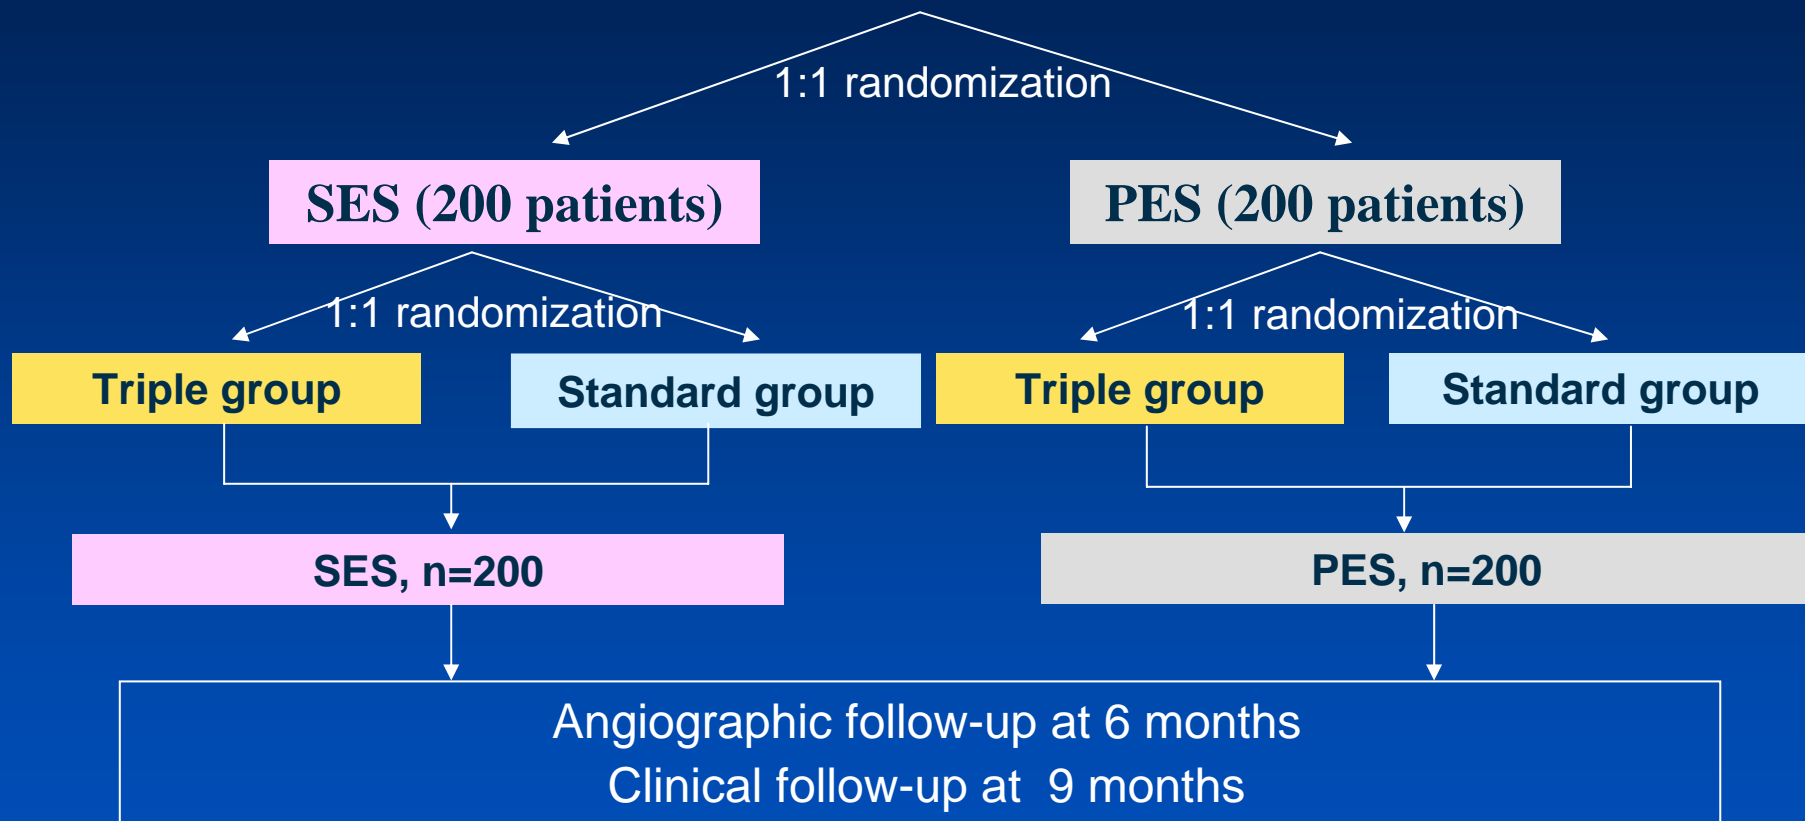 1:1 randomization
SES (200 patients)
PES (200 patients)
1:1 randomization
1:1 randomization
Triple group
Standard group
Triple group
Standard group
SES, n=200
PES, n=200
Angiographic follow-up at 6 months
Clinical follow-up at  9 months